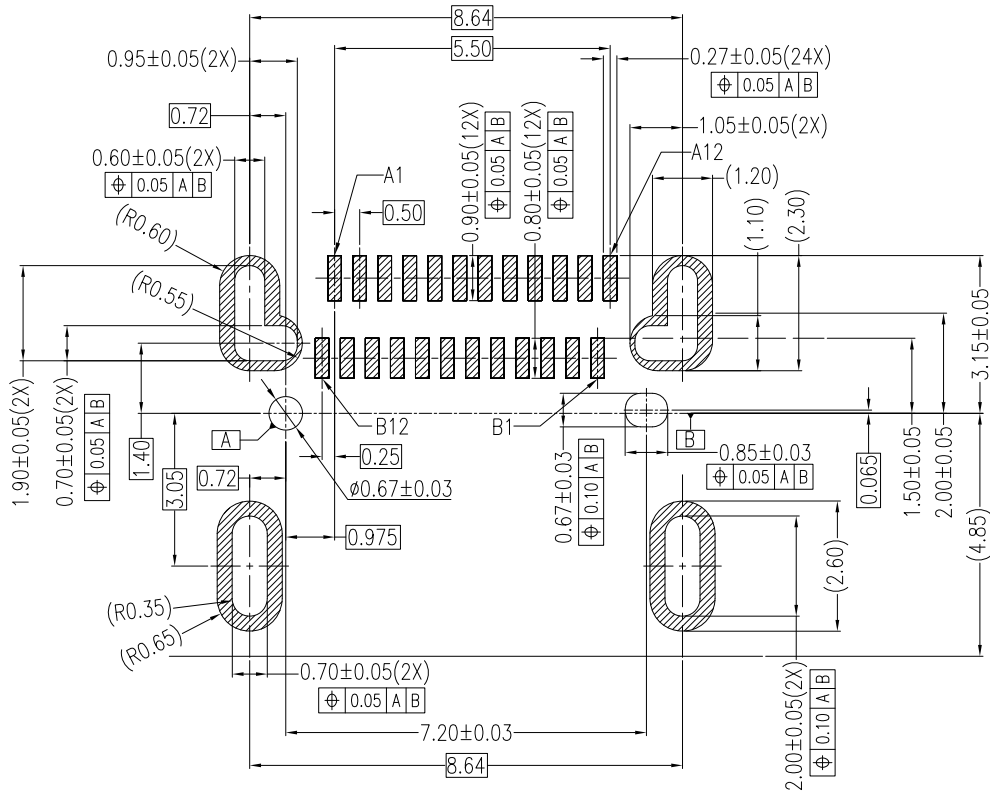 8.64
5.50
0.95±0.05(2X)
0.27±0.05(24X)
⌖ 0.05 A B
0.72
1.05±0.05(2X)
0.60±0.05(2X)
⌖ 0.05 A B
0.90±0.05(12X)
⌖ 0.05 A B
0.80±0.05(12X)
⌖ 0.05 A B
A12
A1
(1.20)
0.50
(1.10)
(2.30)
(R0.60)
(R0.55)
3.15±0.05
1.90±0.05(2X)
0.70±0.05(2X)
⌖ 0.05 A B
1.40
3.05
A
B12
B1
B
0.25
0.72
ø0.67±0.03
0.67±0.03
⌖ 0.10 A B
0.85±0.03
⌖ 0.05 A B
0.065
1.50±0.05
2.00±0.05
(4.85)
0.975
(2.60)
(R0.35)
(R0.65)
0.70±0.05(2X)
⌖ 0.05 A B
2.00±0.05(2X)
⌖ 0.10 A B
7.20±0.03
8.64